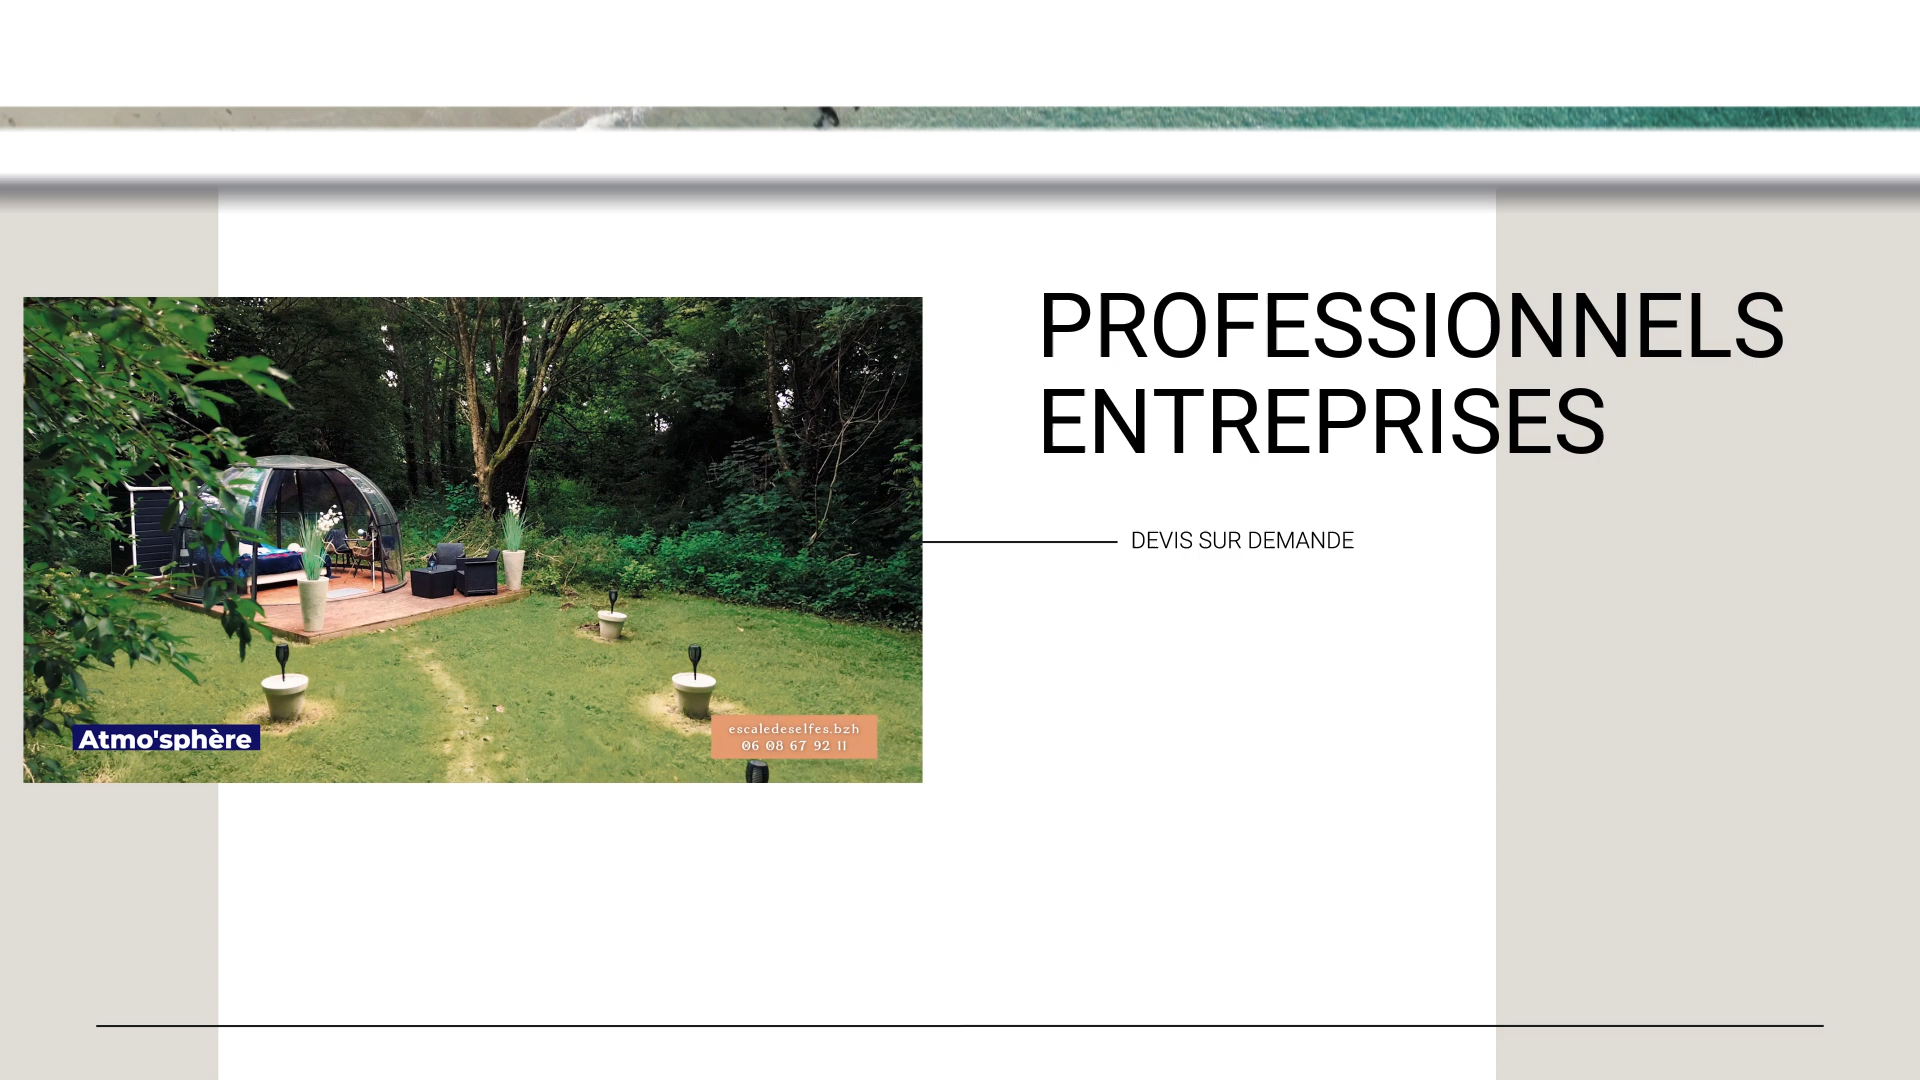 PROFESSIONNELS
ENTREPRISES
DEVIS SUR DEMANDE
Atmo'sphère
escaledeselfes.bzh
06 08 67 92 11